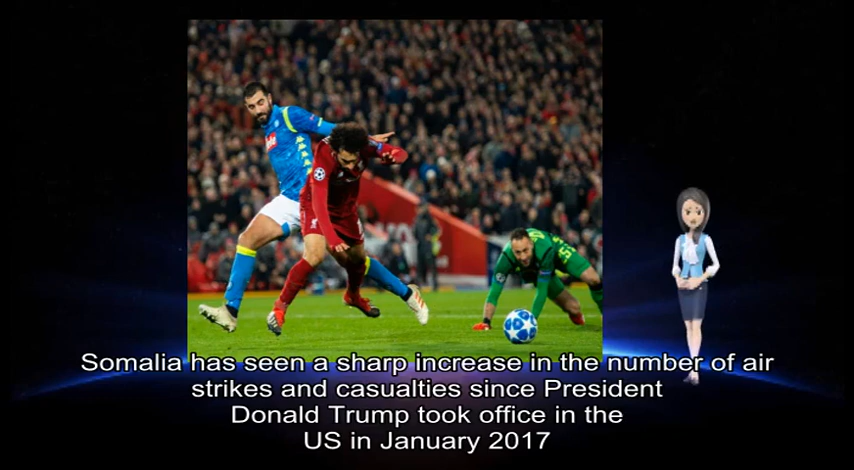 Somalia has seen a sharp increase in the number of air
strikes and casualties since President
Donald Trump took office in the
US in January 2017